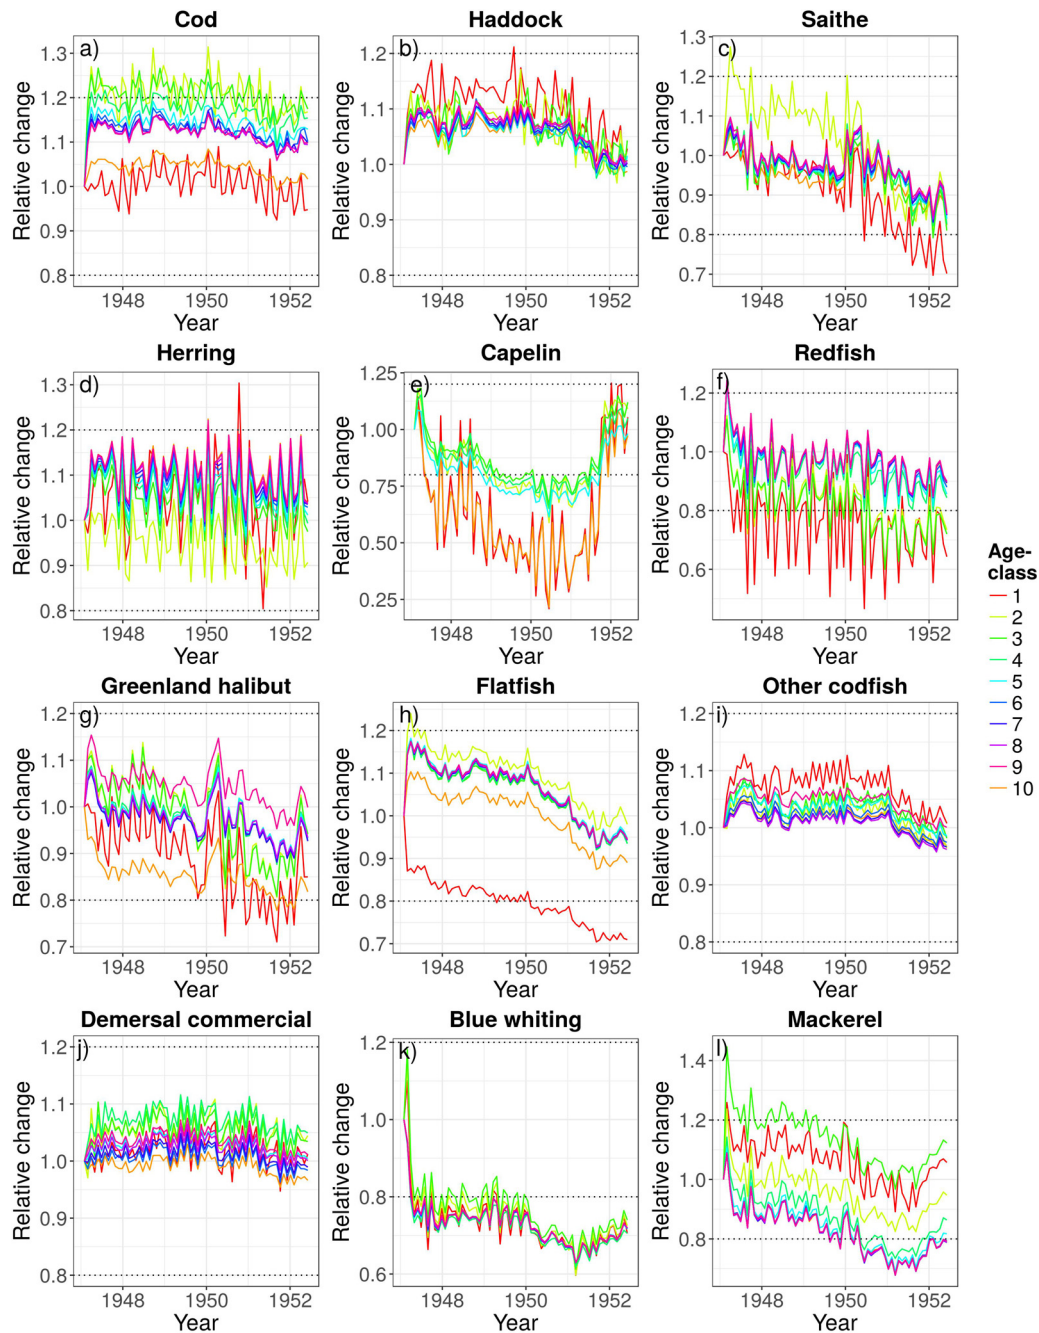 Cod
Haddock
Saithe
a)
b)
c)
1.3
1.2
1.1
1.0
0.9
0.8
1.2
1.1
1.0
0.9
0.8
1.3
1.2
1.1
1.0
0.9
0.8
0.7
Relative change
Relative change
Relative change
1948 1950 1952
1948 1950 1952
1948 1950 1952
Year
Year
Year
Herring
Capelin
Redfish
d)
e)
f)
1.3
1.2
1.1
1.0
0.9
0.8
1.25
1.00
0.75
0.50
0.25
1.2
1.0
0.8
0.6
Relative change
Relative change
Relative change
1948 1950 1952
1948 1950 1952
1948 1950 1952
Year
Year
Year
Greenland halibut
Flatfish
Other codfish
g)
h)
i)
1.2
1.1
1.0
0.9
0.8
0.7
1.2
1.1
1.0
0.9
0.8
0.7
1.2
1.1
1.0
0.9
0.8
Relative change
Relative change
Relative change
1948 1950 1952
1948 1950 1952
1948 1950 1952
Year
Year
Year
Demersal commercial
Blue whiting
Mackerel
j)
k)
l)
1.2
1.1
1.0
0.9
0.8
1.2
1.0
0.8
0.6
1.4
1.2
1.0
0.8
Relative change
Relative change
Relative change
1948 1950 1952
1948 1950 1952
1948 1950 1952
Year
Year
Year
Age-
class
1
2
3
4
5
6
7
8
9
10